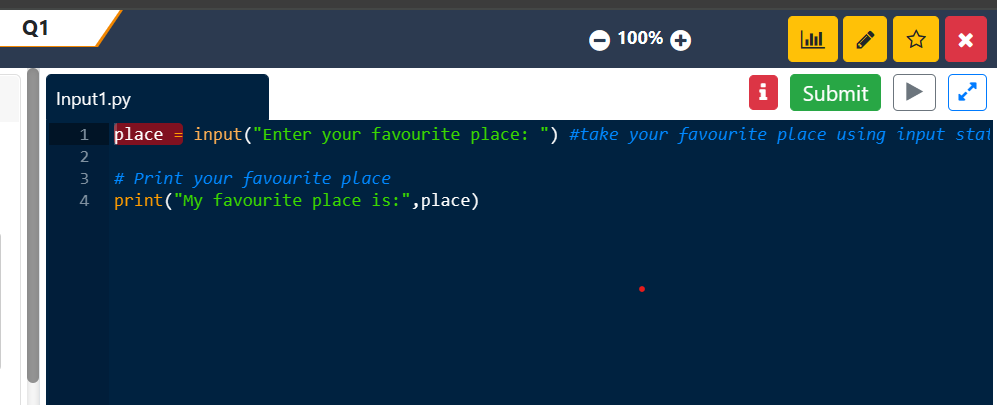 Q1
100%
Input1.py
Submit
1 place = input("Enter your favourite place: ") #take your favourite place using input
2
3 # Print your favourite place
4 print("My favourite place is:",place)